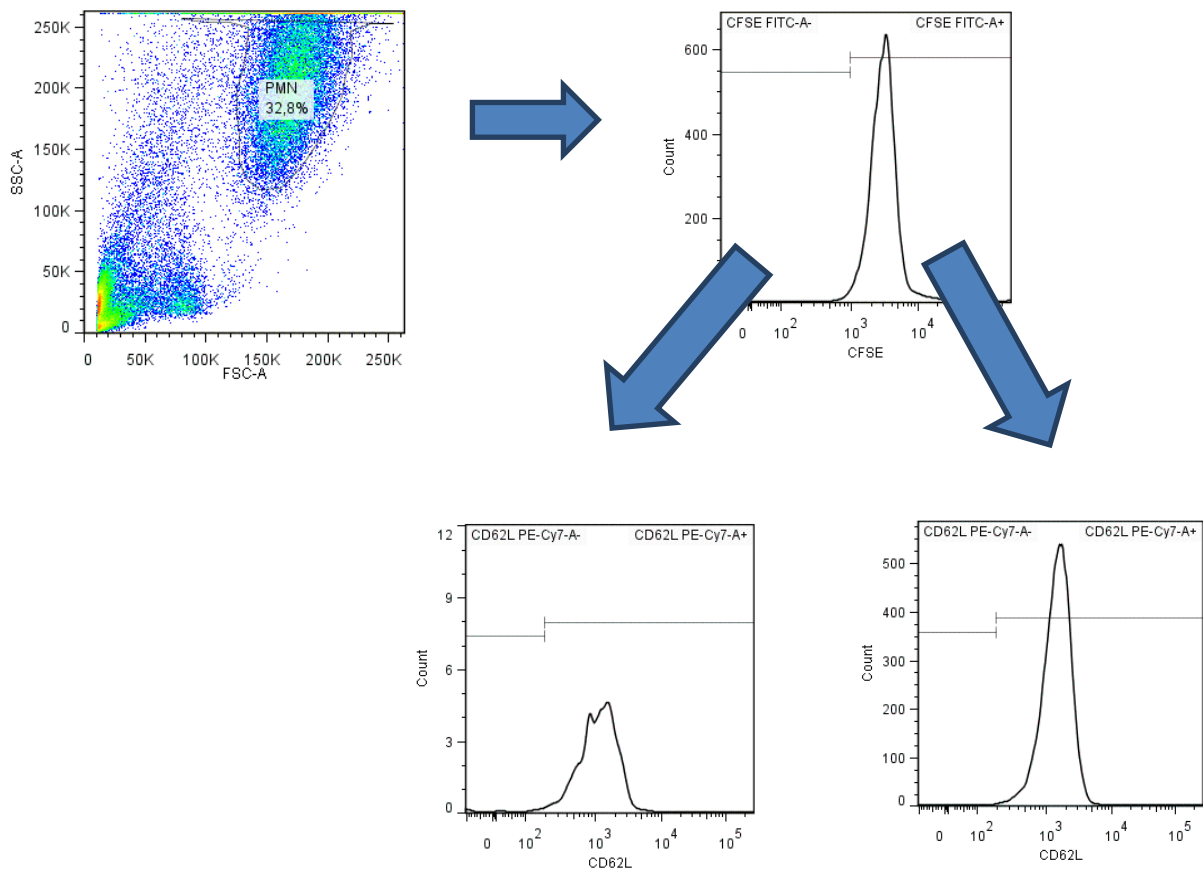 250K
200K
150K
100K
50K
0
SSC-A
PMN
32,8%
0 50K 100K 150K 200K 250K
FSC-A
CFSE FITC-A- CFSE FITC-A+
600
400
200
0
Count
0 10^2 10^3 10^4
CFSE
CD62L PE-Cy7-A- CD62L PE-Cy7-A+
12
9
6
3
0
Count
0 10^2 10^3 10^4 10^5
CD62L
CD62L PE-Cy7-A- CD62L PE-Cy7-A+
500
400
300
200
100
0
Count
0 10^2 10^3 10^4 10^5
CD62L